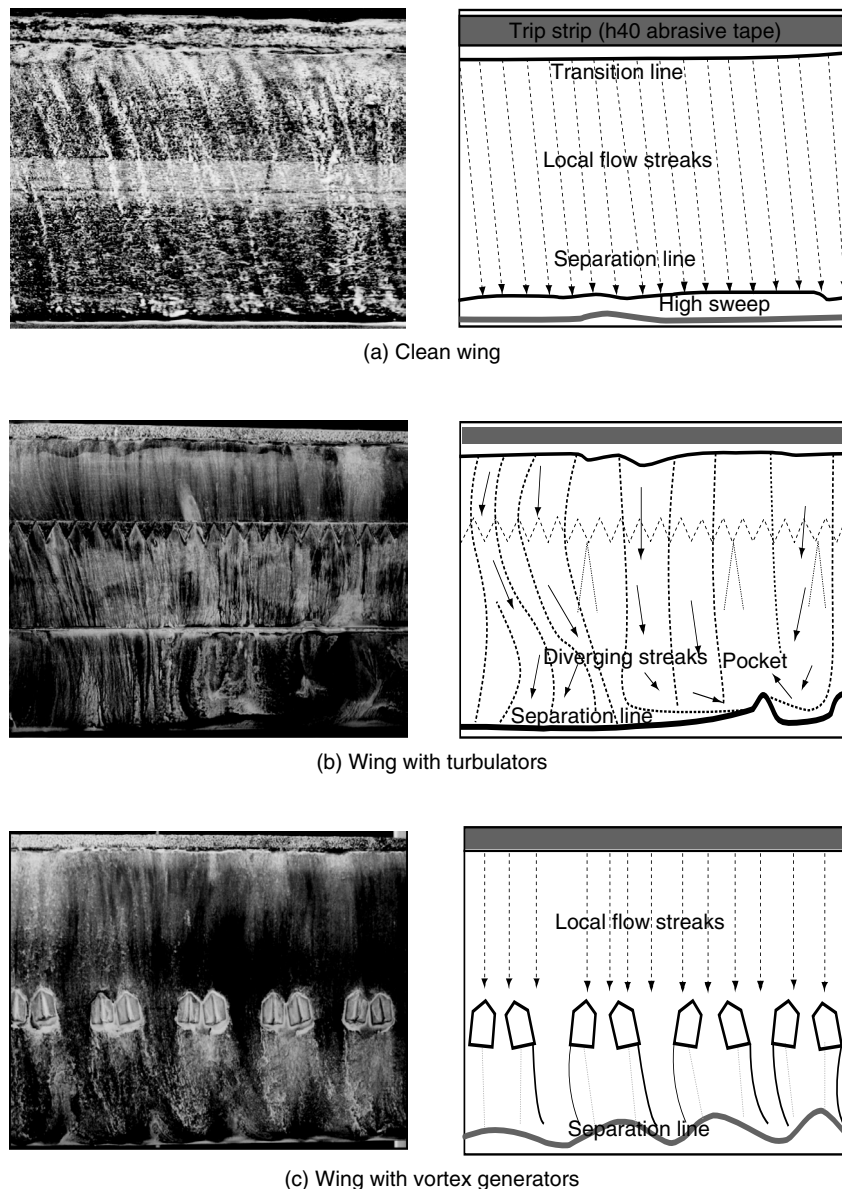 Trip strip (h40 abrasive tape)
Transition line
Local flow streaks
Separation line
High sweep
(a) Clean wing
Diverging streaks
Pocket
Separation line
(b) Wing with turbulators
Local flow streaks
Separation line
(c) Wing with vortex generators